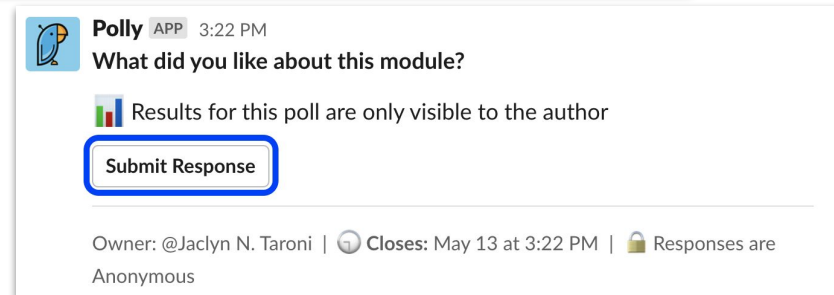 Polly APP 3:22 PM
What did you like about this module?
Results for this poll are only visible to the author
Submit Response
Owner: @Jaclyn N. Taroni | Closes: May 13 at 3:22 PM | Responses are
Anonymous